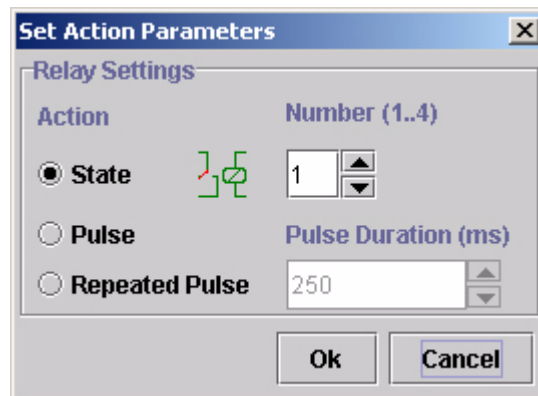 Set Action Parameters
Relay Settings
Action
Number (1..4)
State
1
Pulse
Pulse Duration (ms)
Repeated Pulse
250
Ok
Cancel